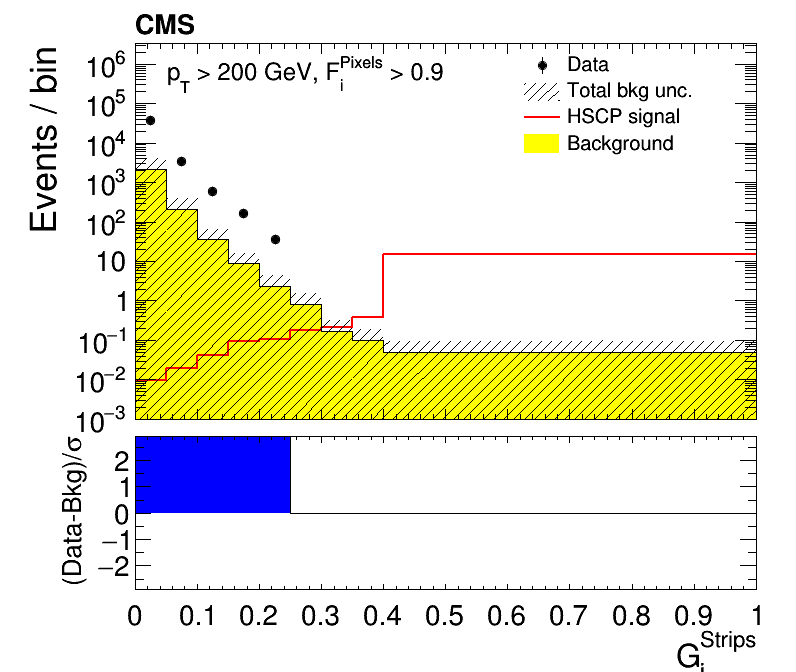 CMS
p_T > 200 GeV, F_i^Pixels > 0.9
Data
Total bkg unc.
HSCP signal
Background
Events / bin
10^6
10^5
10^4
10^3
10^2
10
1
10^−1
10^−2
10^−3
(Data-Bkg)/σ
2
1
0
−1
−2
0 0.1 0.2 0.3 0.4 0.5 0.6 0.7 0.8 0.9 1
G_i^Strips